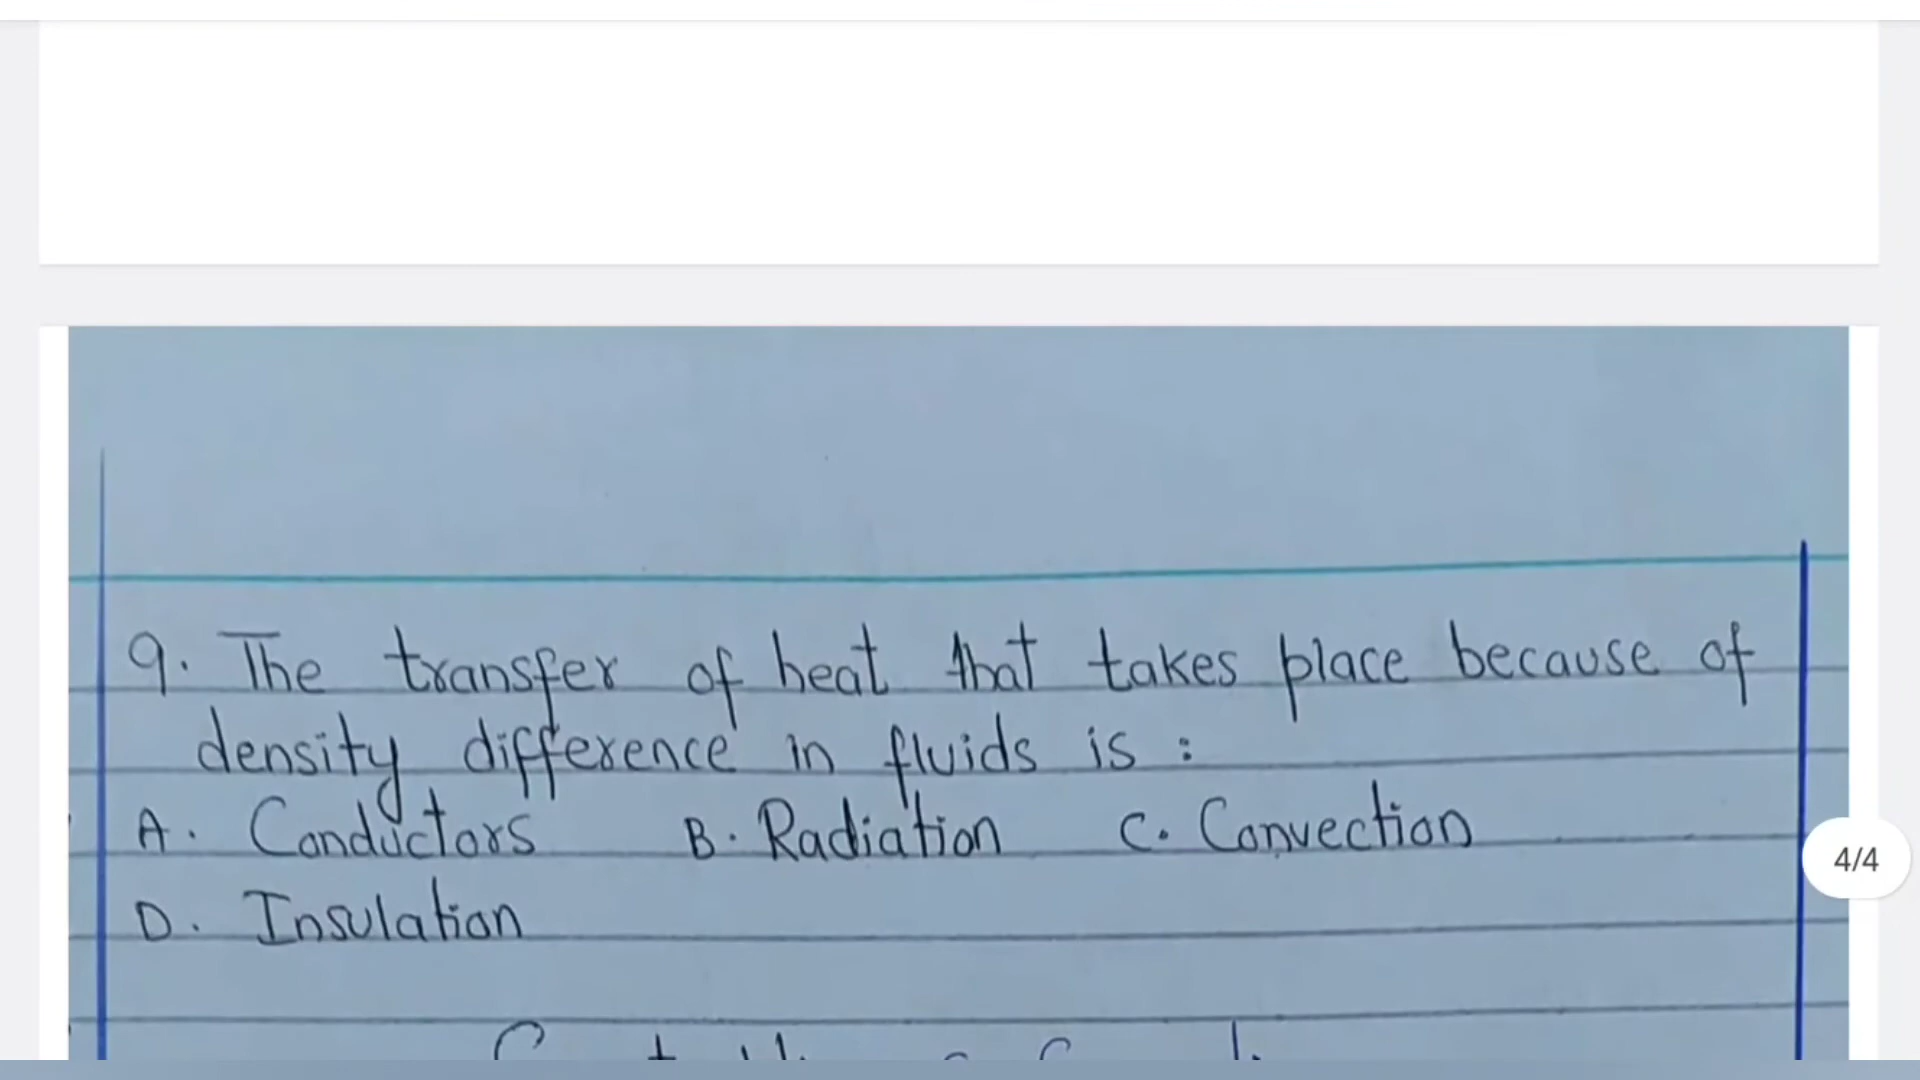 9. The transfer of heat that takes place because of
density difference in fluids is :
A. Conductors B. Radiation C. Convection
D. Insulation
4/4